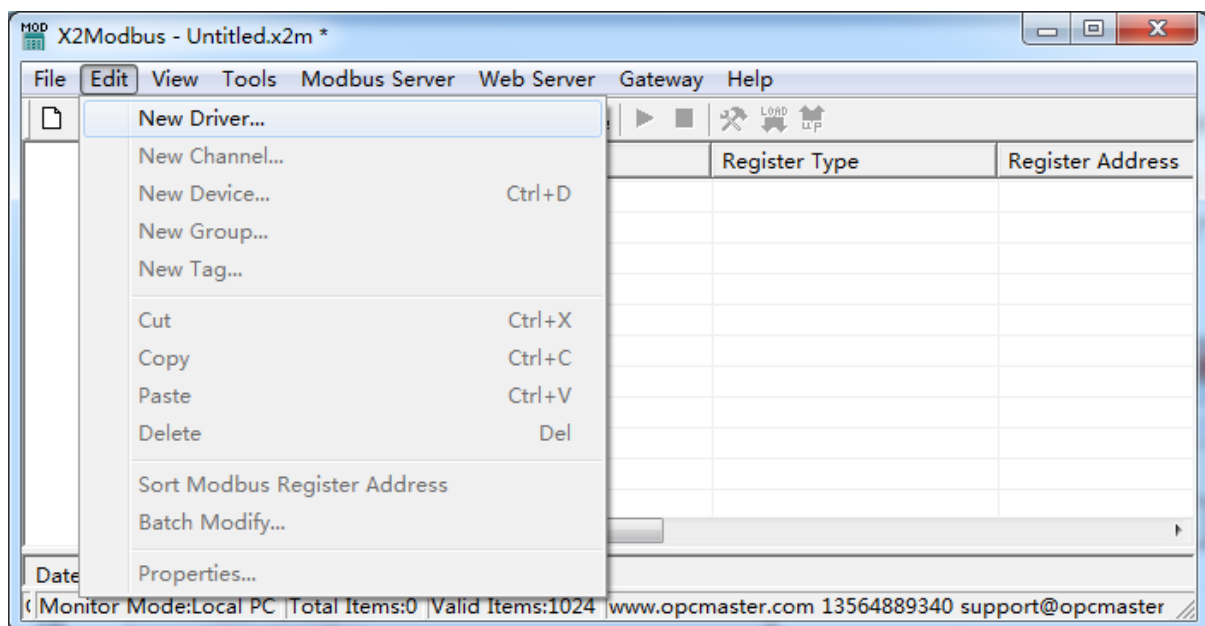 MOD X2Modbus - Untitled.x2m *
File Edit View Tools Modbus Server Web Server Gateway Help
New Driver...
LOAD UP
New Channel...
Register Type Register Address
New Device... Ctrl+D
New Group...
New Tag...
Cut Ctrl+X
Copy Ctrl+C
Paste Ctrl+V
Delete Del
Sort Modbus Register Address
Batch Modify...
Date
Properties...
Monitor Mode:Local PC Total Items:0 Valid Items:1024 www.opcmaster.com 13564889340 support@opcmaster